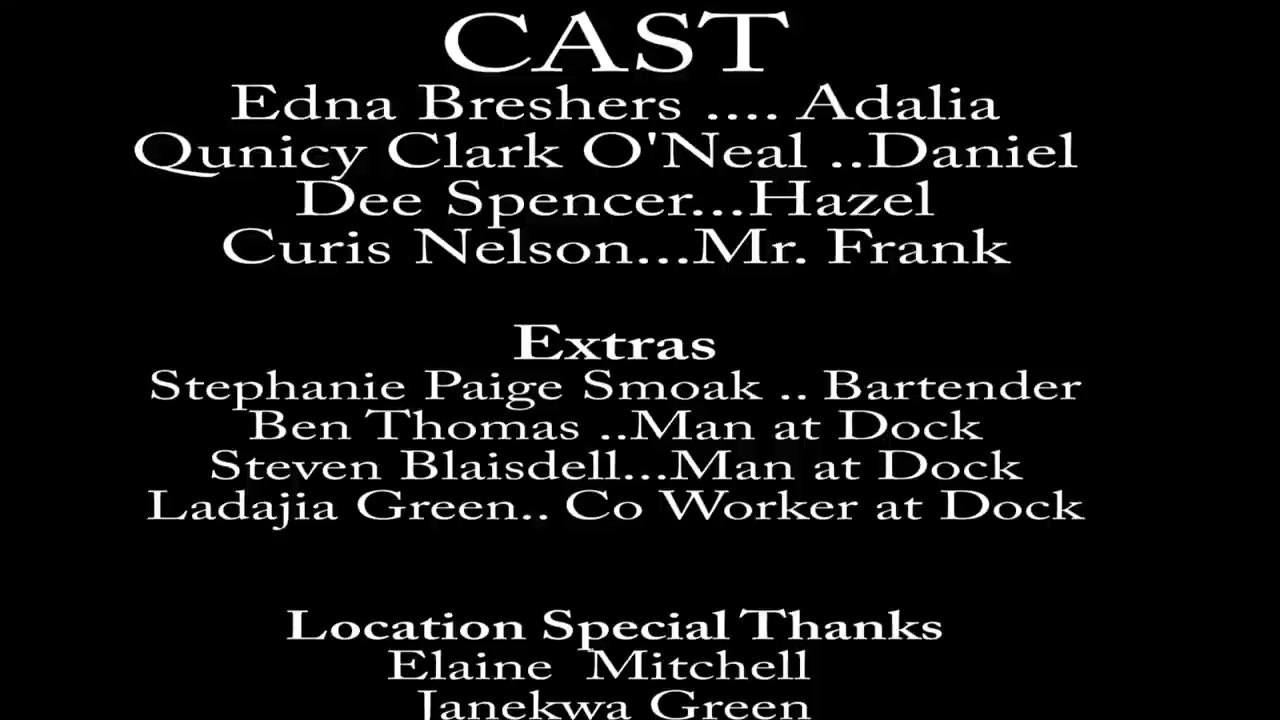 CAST
Edna Breshers .... Adalia
Qunicy Clark O'Neal ..Daniel
Dee Spencer...Hazel
Curis Nelson...Mr. Frank
Extras
Stephanie Paige Smoak .. Bartender
Ben Thomas ..Man at Dock
Steven Blaisdell...Man at Dock
Ladajia Green.. Co Worker at Dock
Location Special Thanks
Elaine  Mitchell
Janekwa Green